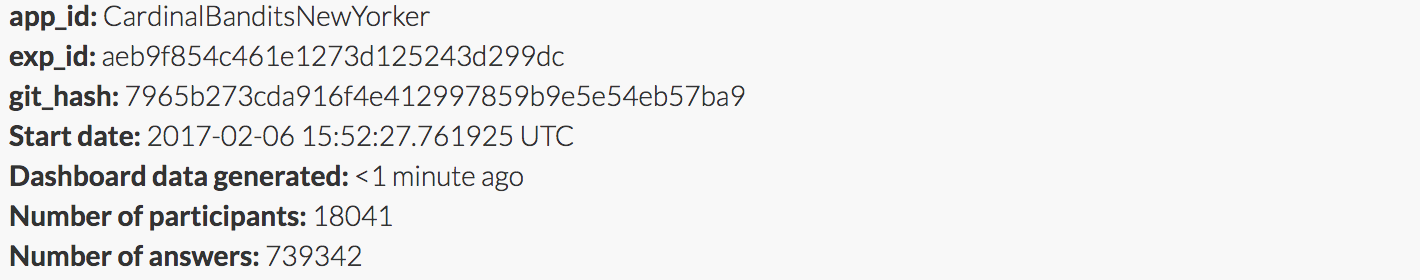 app_id: CardinalBanditsNewYorker
exp_id: aeb9f854c461e1273d125243d299dc
git_hash: 7965b273cda916f4e412997859b9e5e54eb57ba9
Start date: 2017-02-06 15:52:27.761925 UTC
Dashboard data generated: <1 minute ago
Number of participants: 18041
Number of answers: 739342